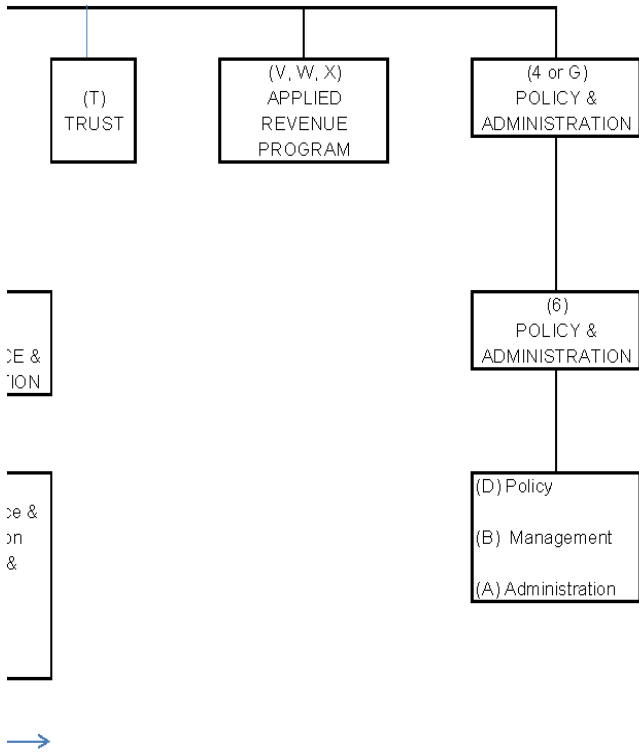 (T)
TRUST
(V, W, X)
APPLIED
REVENUE
PROGRAM
(4 or G)
POLICY &
ADMINISTRATION
&
(6)
POLICY &
ADMINISTRATION
&
&
(D) Policy
(B) Management
(A) Administration